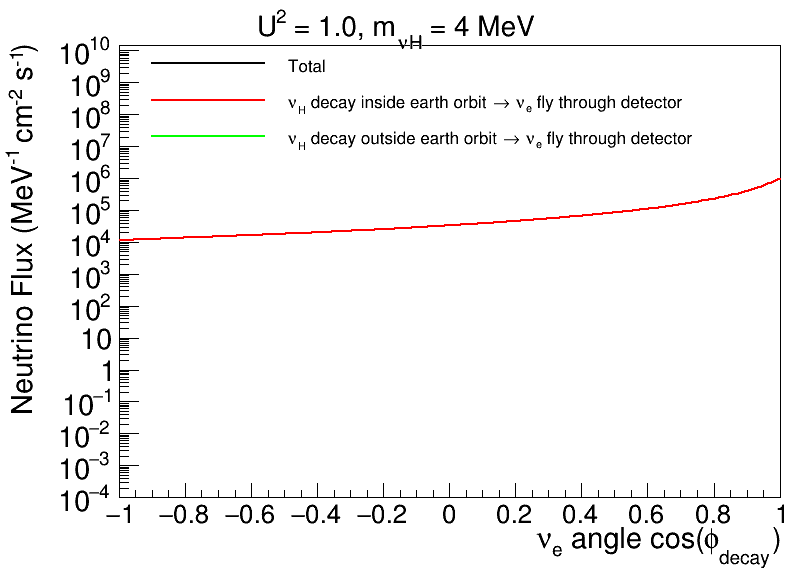 U² = 1.0, m_νH = 4 MeV
Total
ν_H decay inside earth orbit → ν_e fly through detector
ν_H decay outside earth orbit → ν_e fly through detector
Neutrino Flux (MeV⁻¹ cm⁻² s⁻¹)
10¹⁰
10⁹
10⁸
10⁷
10⁶
10⁵
10⁴
10³
10²
10
1
10⁻¹
10⁻²
10⁻³
10⁻⁴
−1 −0.8 −0.6 −0.4 −0.2 0 0.2 0.4 0.6 0.8 1
ν_e angle cos(ϕ_decay)